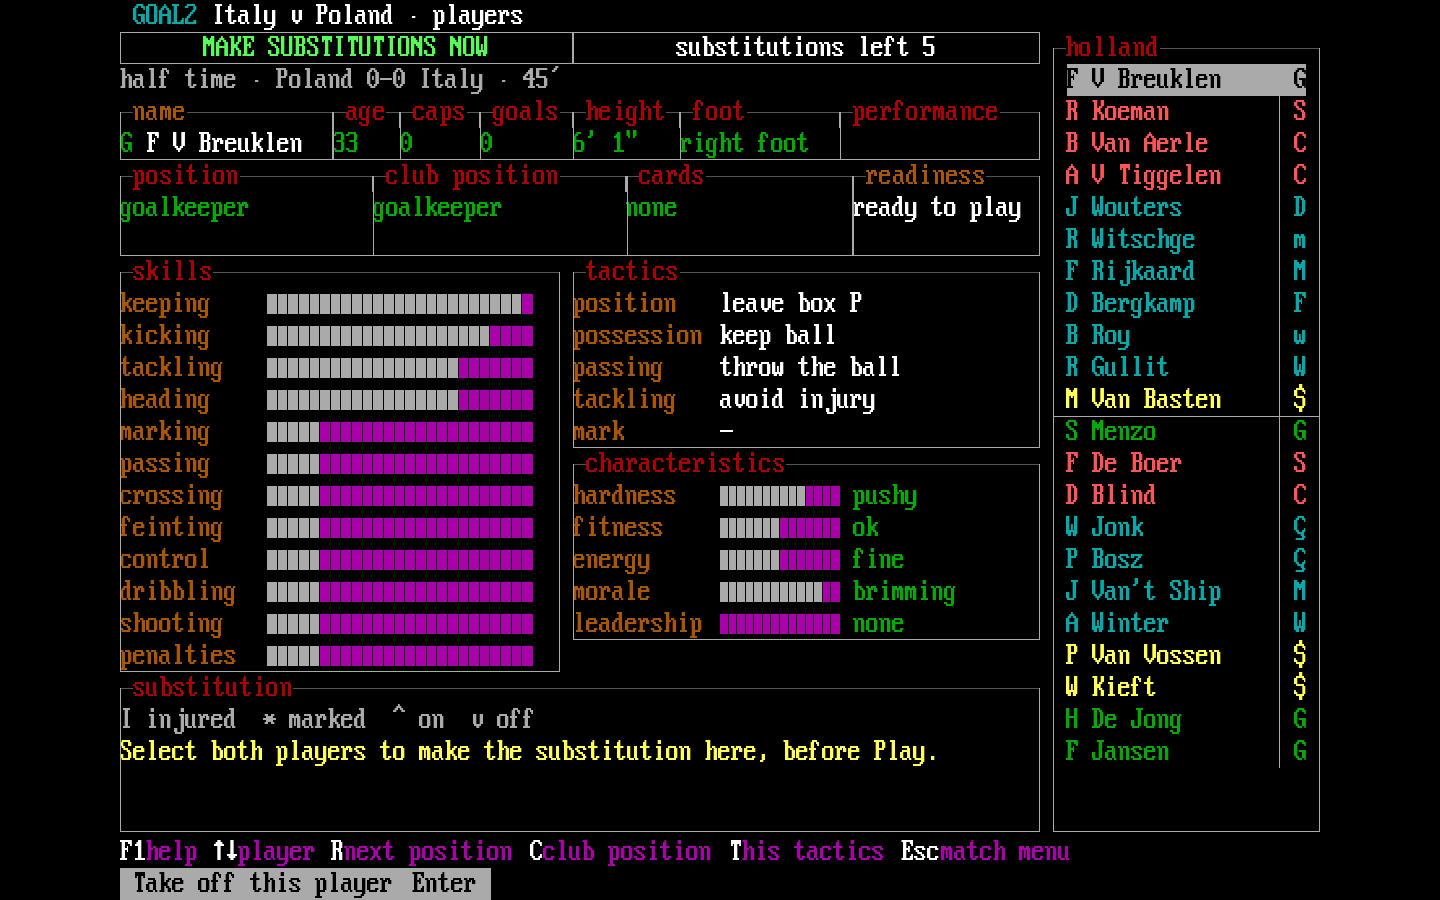 GOAL2 Italy v Poland · players
MAKE SUBSTITUTIONS NOW substitutions left 5
half time · Poland 0-0 Italy · 45´
name age caps goals height foot performance
G F V Breuklen 33 0 0 6' 1" right foot
position club position cards readiness
goalkeeper goalkeeper none ready to play
skills
keeping
kicking
tackling
heading
marking
passing
crossing
feinting
control
dribbling
shooting
penalties
tactics
position leave box P
possession keep ball
passing throw the ball
tackling avoid injury
mark –
characteristics
hardness pushy
fitness ok
energy fine
morale brimming
leadership none
substitution
I injured * marked ^ on v off
Select both players to make the substitution here, before Play.
holland
F V Breuklen G
R Koeman S
B Van Aerle C
A V Tiggelen C
J Wouters D
R Witschge m
F Rijkaard M
D Bergkamp F
B Roy w
R Gullit W
M Van Basten $
S Menzo G
F De Boer S
D Blind C
W Jonk Ç
P Bosz Ç
J Van't Ship M
A Winter W
P Van Vossen $
W Kieft $
H De Jong G
F Jansen G
F1help ↑↓player Rnext position Cclub position This tactics Escmatch menu
Take off this player Enter